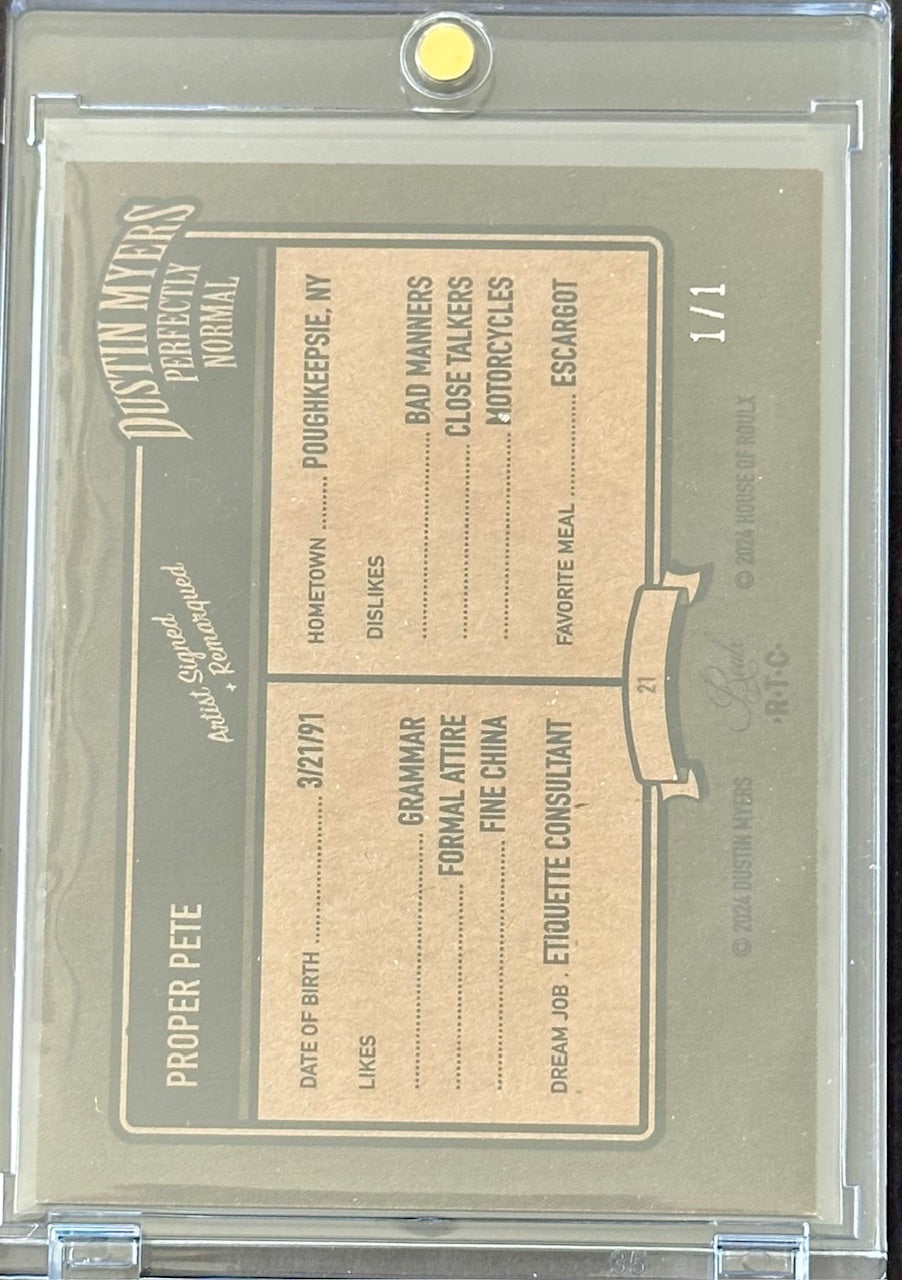 PROPER PETE
Artist Signed
+ Remarqued
DUSTIN MYERS
PERFECTLY
NORMAL
DATE OF BIRTH .................. 3/21/91
LIKES
.................. GRAMMAR
.................. FORMAL ATTIRE
.................. FINE CHINA
DREAM JOB . ETIQUETTE CONSULTANT
HOMETOWN ....... POUGHKEEPSIE, NY
DISLIKES
.................. BAD MANNERS
.................. CLOSE TALKERS
.................. MOTORCYCLES
FAVORITE MEAL ............ ESCARGOT
21
1/1
© 2024 DUSTIN MYERS
R·T·C
© 2024 HOUSE OF ROULX